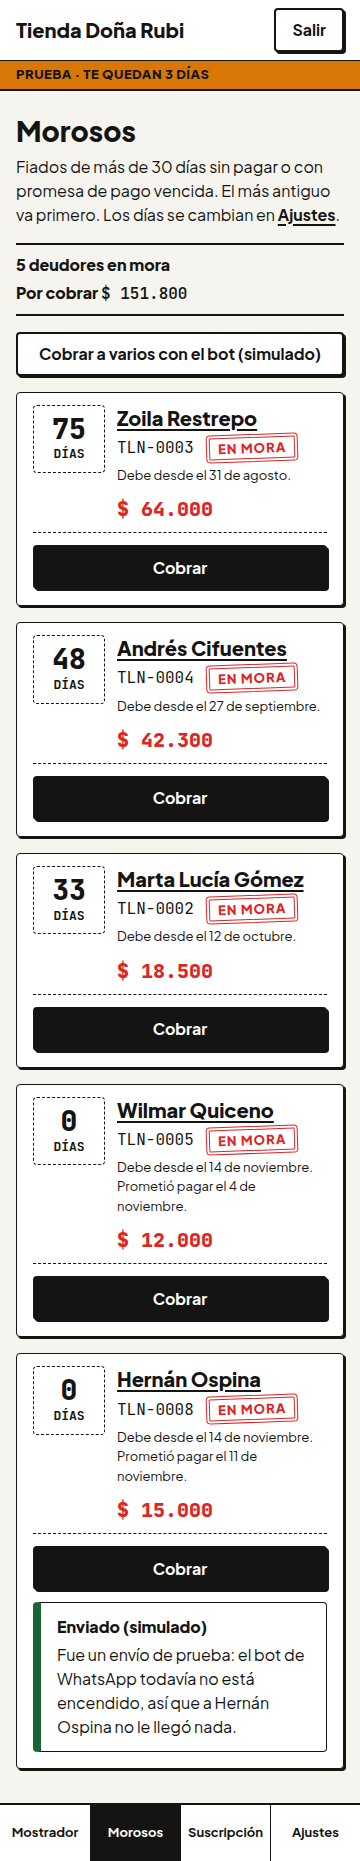 Tienda Doña Rubi
Salir
PRUEBA · TE QUEDAN 3 DÍAS
Morosos
Fiados de más de 30 días sin pagar o con
promesa de pago vencida. El más antiguo
va primero. Los días se cambian en Ajustes.
5 deudores en mora
Por cobrar $ 151.800
Cobrar a varios con el bot (simulado)
75
DÍAS
Zoila Restrepo
TLN-0003 EN MORA
Debe desde el 31 de agosto.
$ 64.000
Cobrar
48
DÍAS
Andrés Cifuentes
TLN-0004 EN MORA
Debe desde el 27 de septiembre.
$ 42.300
Cobrar
33
DÍAS
Marta Lucía Gómez
TLN-0002 EN MORA
Debe desde el 12 de octubre.
$ 18.500
Cobrar
0
DÍAS
Wilmar Quiceno
TLN-0005 EN MORA
Debe desde el 14 de noviembre.
Prometió pagar el 4 de
noviembre.
$ 12.000
Cobrar
0
DÍAS
Hernán Ospina
TLN-0008 EN MORA
Debe desde el 14 de noviembre.
Prometió pagar el 11 de
noviembre.
$ 15.000
Cobrar
Enviado (simulado)
Fue un envío de prueba: el bot de
WhatsApp todavía no está
encendido, así que a Hernán
Ospina no le llegó nada.
Mostrador Morosos Suscripción Ajustes